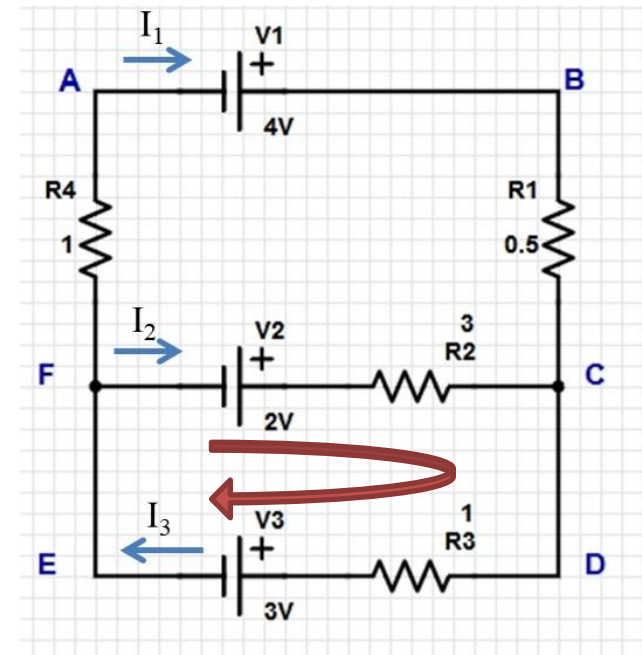 I₁
V1
+
A
B
4V
R4
R1
1
0.5
I₂
V2
3
+
R2
F
C
2V
I₃
V3
1
+
R3
E
D
3V